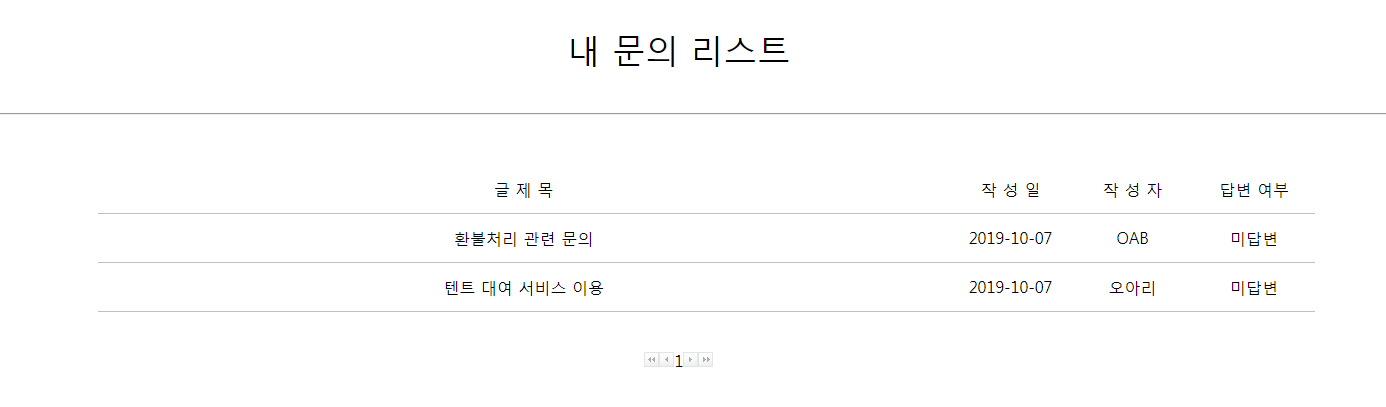 내 문의 리스트
글 제 목 작 성 일 작 성 자 답변 여부
환불처리 관련 문의 2019-10-07 OAB 미답변
텐트 대여 서비스 이용 2019-10-07 오아리 미답변
1